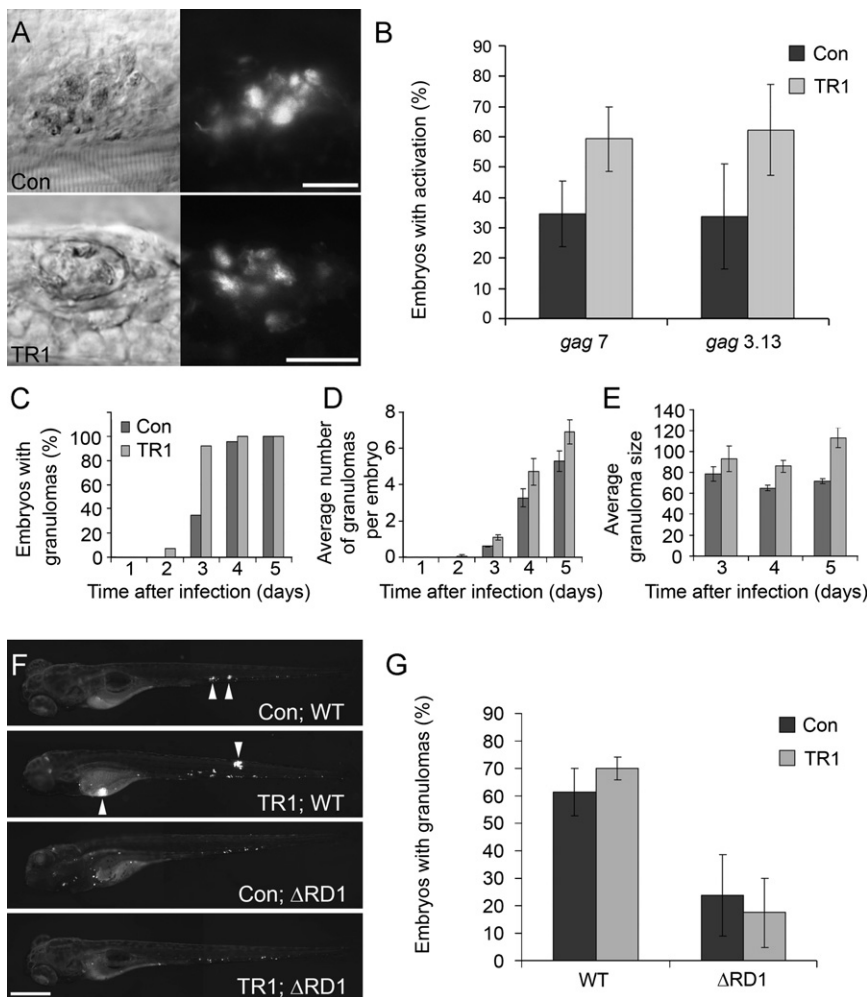 A
Con
TR1
B
Embryos with activation (%)
90
80
70
60
50
40
30
20
10
0
gag 7
gag 3.13
Con
TR1
C
Embryos with
granulomas (%)
100
80
60
40
20
0
Con
TR1
1 2 3 4 5
Time after infection (days)
D
Average number
of granulomas
per embryo
8
6
4
2
0
1 2 3 4 5
Time after infection (days)
E
Average
granuloma size
140
120
100
80
60
40
20
0
3 4 5
Time after infection (days)
F
Con; WT
TR1; WT
Con; ΔRD1
TR1; ΔRD1
G
Embryos with granulomas (%)
90
80
70
60
50
40
30
20
10
0
WT
ΔRD1
Con
TR1